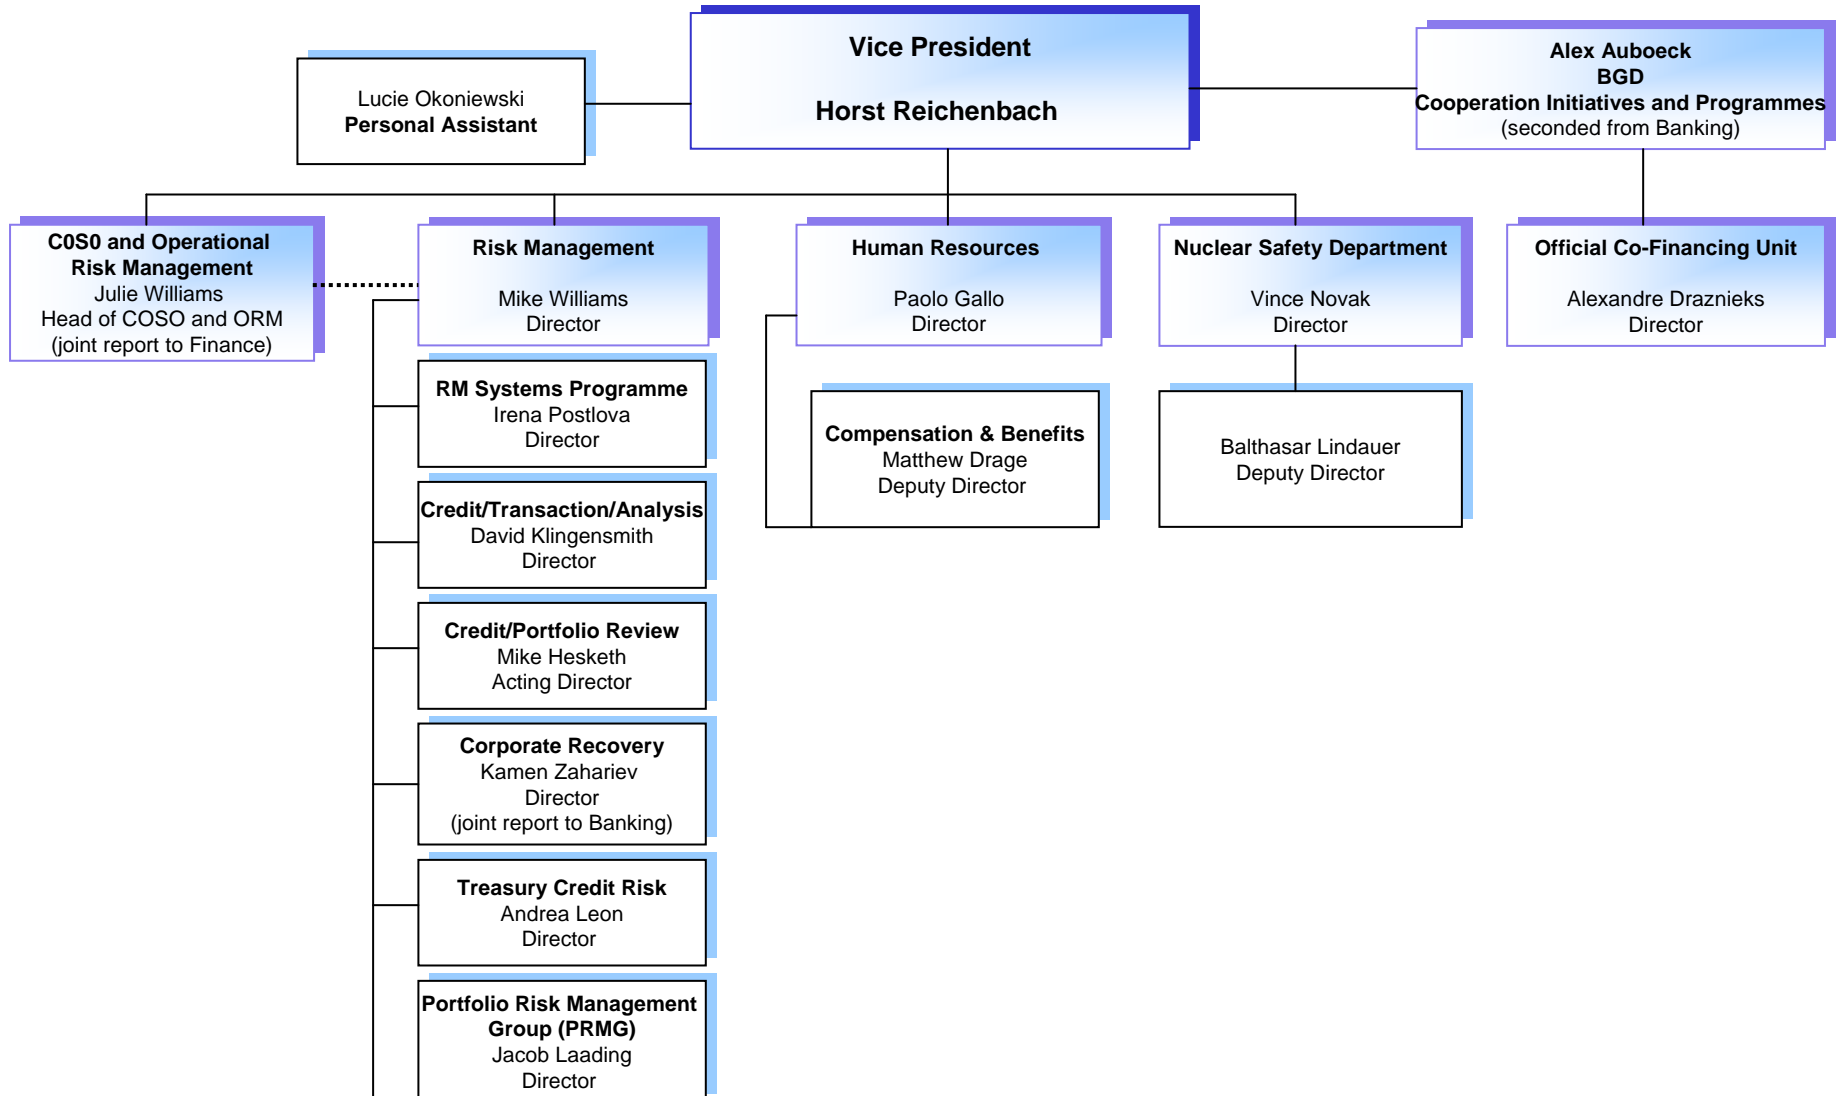 Vice President
Horst Reichenbach
Lucie Okoniewski
Personal Assistant
Alex Auboeck
BGD
Cooperation Initiatives and Programmes
(seconded from Banking)
C0S0 and Operational
Risk Management
Julie Williams
Head of COSO and ORM
(joint report to Finance)
Risk Management
Mike Williams
Director
Human Resources
Paolo Gallo
Director
Nuclear Safety Department
Vince Novak
Director
Official Co-Financing Unit
Alexandre Draznieks
Director
RM Systems Programme
Irena Postlova
Director
Compensation & Benefits
Matthew Drage
Deputy Director
Balthasar Lindauer
Deputy Director
Credit/Transaction/Analysis
David Klingensmith
Director
Credit/Portfolio Review
Mike Hesketh
Acting Director
Corporate Recovery
Kamen Zahariev
Director
(joint report to Banking)
Treasury Credit Risk
Andrea Leon
Director
Portfolio Risk Management
Group (PRMG)
Jacob Laading
Director